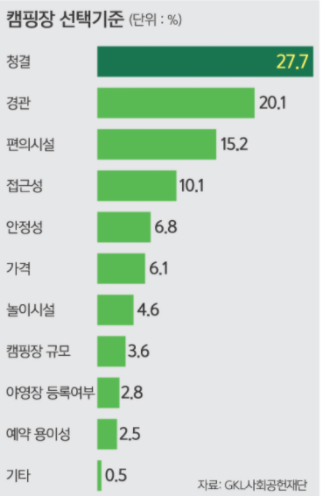 캠핑장 선택기준 (단위 : %)
청결 27.7
경관 20.1
편의시설 15.2
접근성 10.1
안정성 6.8
가격 6.1
놀이시설 4.6
캠핑장 규모 3.6
야영장 등록여부 2.8
예약 용이성 2.5
기타 0.5
자료: GKL사회공헌재단